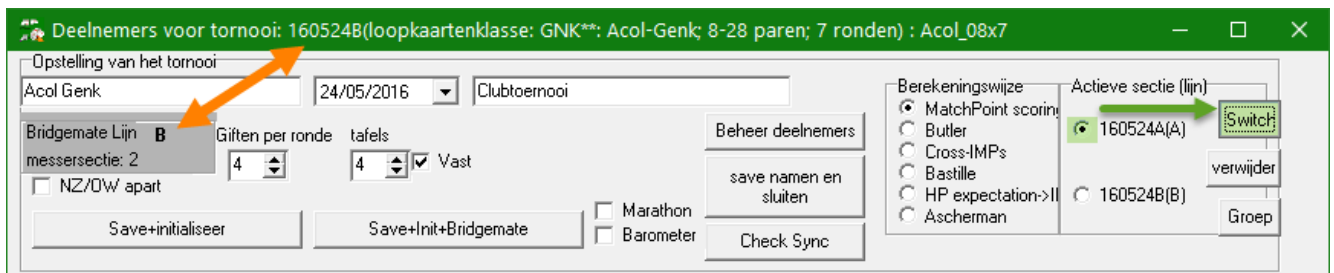 Deelnemers voor tornooi: 160524B(loopkaartenklasse: GNK**: Acol-Genk; 8-28 paren; 7 ronden) : Acol_08x7
Opstelling van het tornooi
Acol Genk
24/05/2016
Clubtoernooi
Bridgemate Lijn B
messersectie: 2
Giften per ronde
4
tafels
4
Vast
NZ/OW apart
Save+initialiseer
Save+Init+Bridgemate
Marathon
Barometer
Beheer deelnemers
save namen en
sluiten
Check Sync
Berekeningswijze
MatchPoint scoring
Butler
Cross-IMPs
Bastille
HP expectation->II
Ascherman
Actieve sectie (lijn)
160524A(A)
160524B(B)
Switch
verwijder
Groep